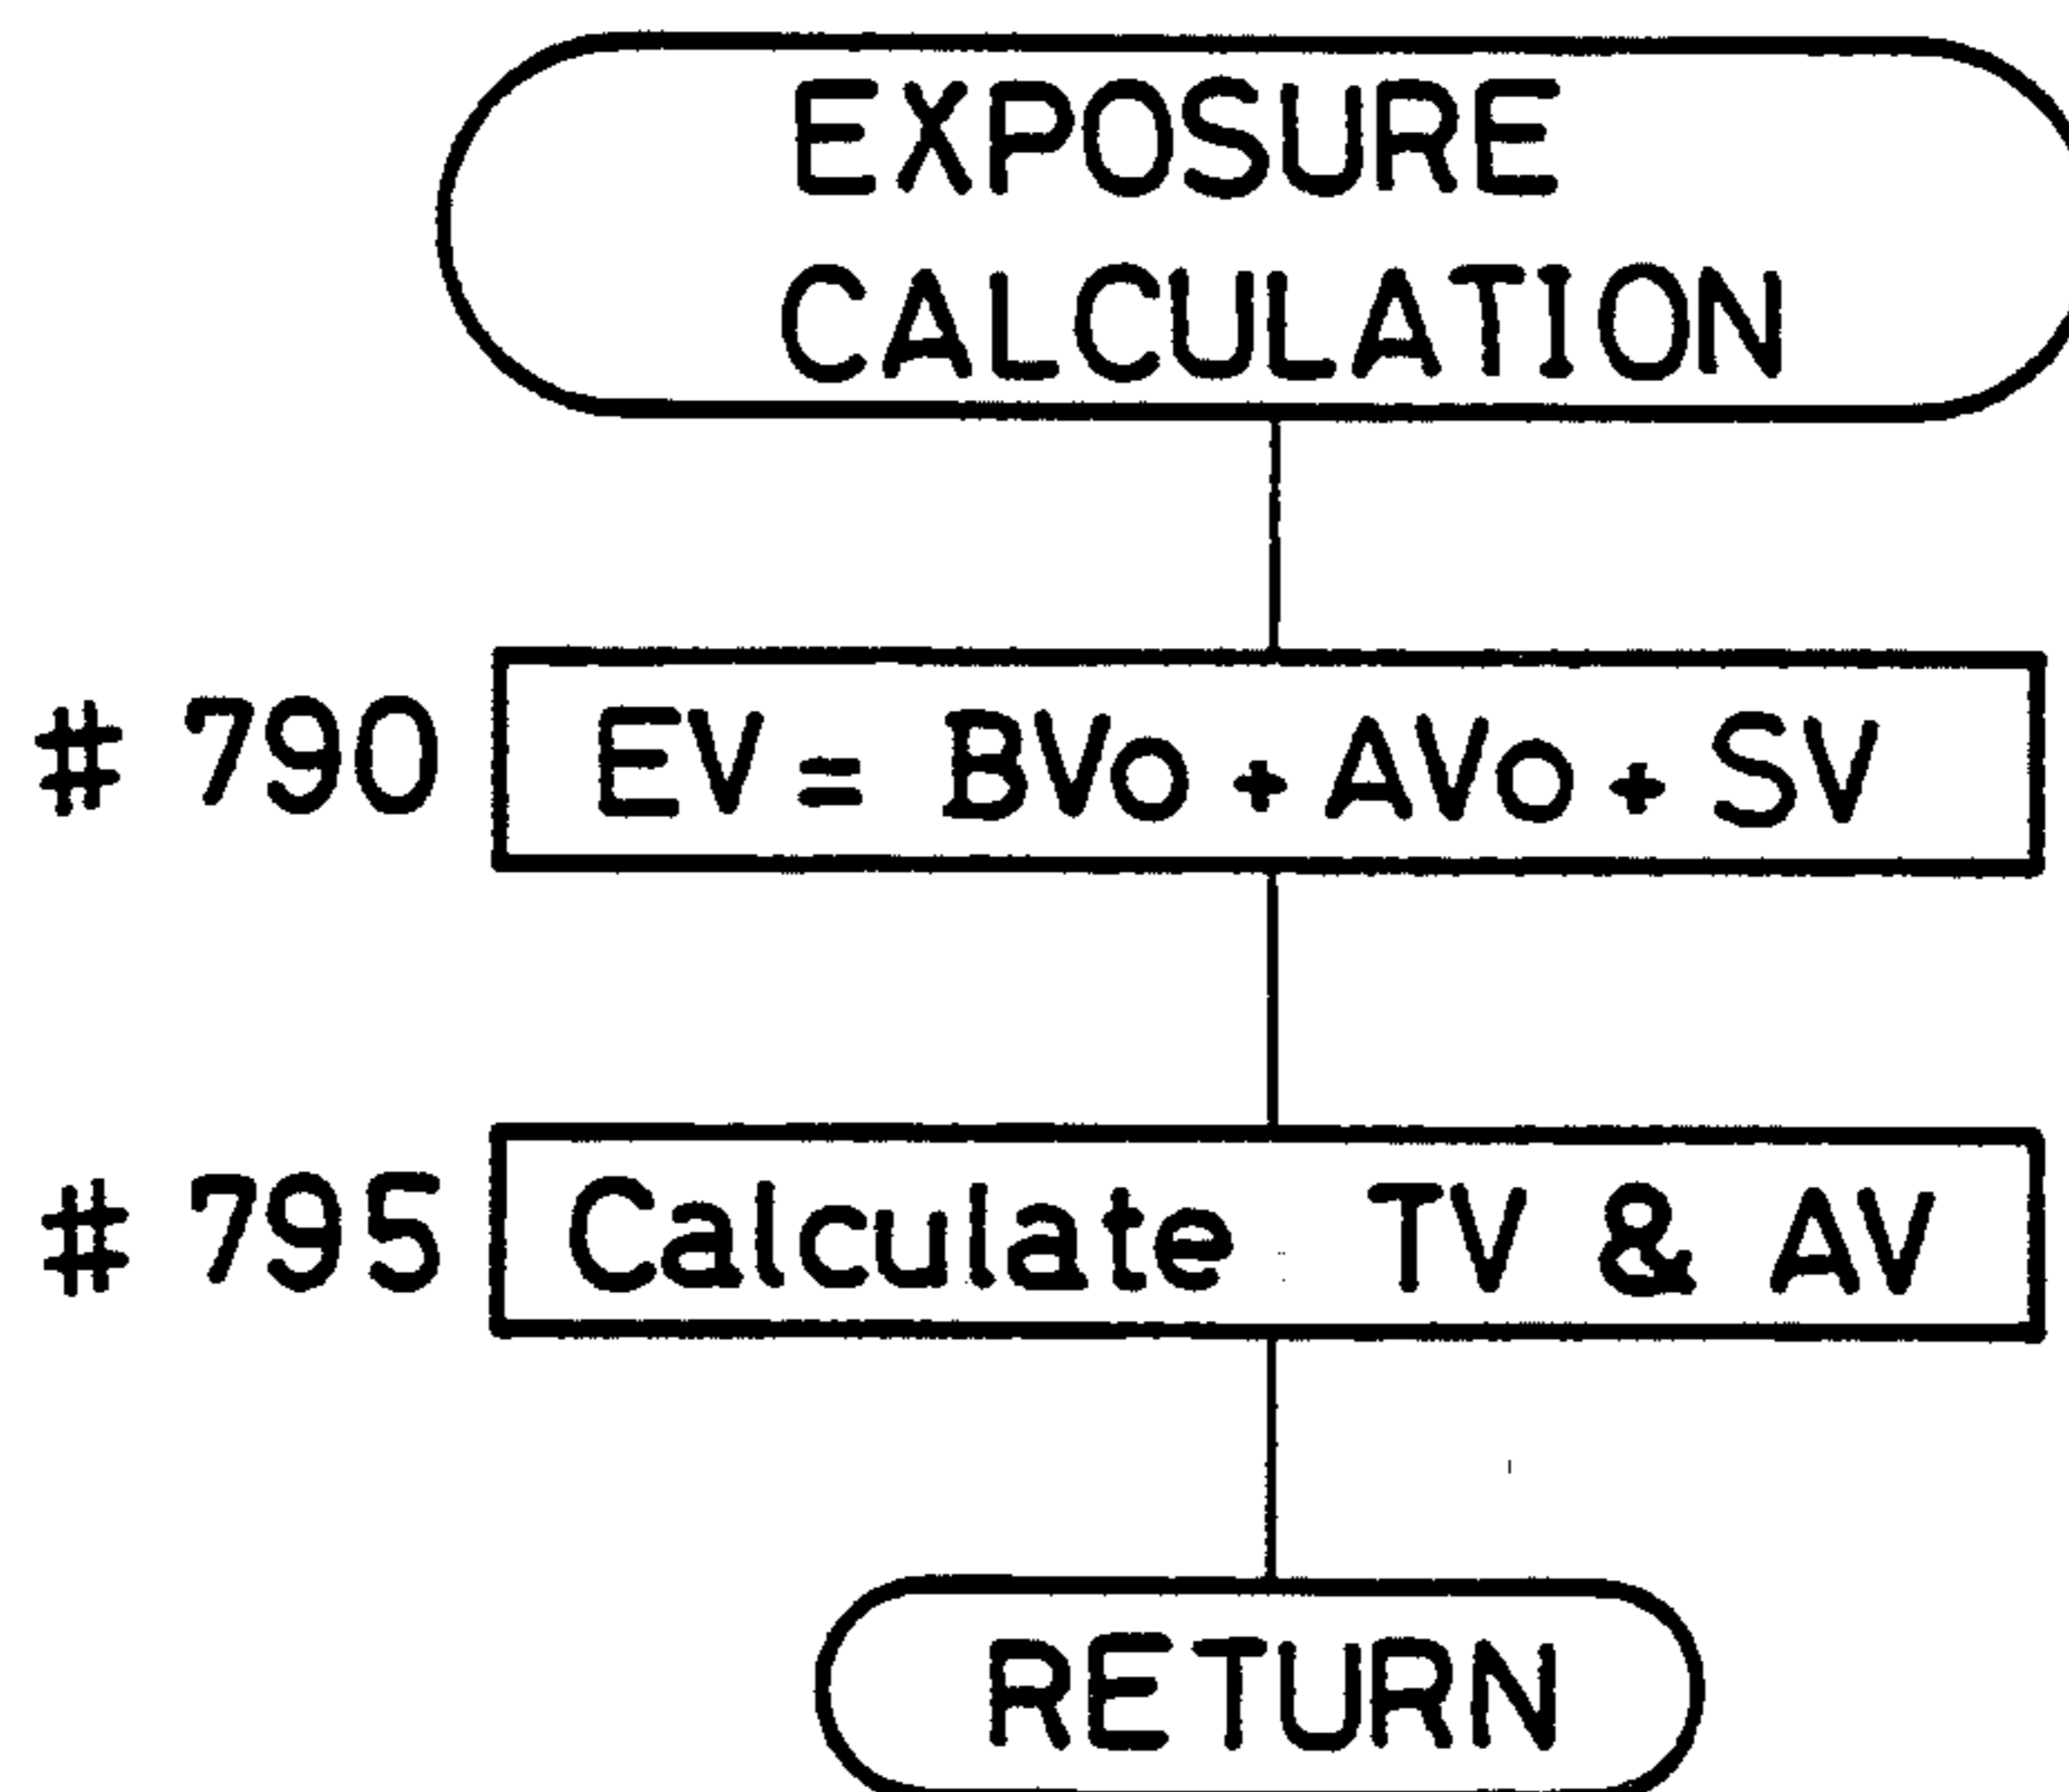 EXPOSURE
CALCULATION
# 790 EV = BVo + AVo + SV
# 795 Calculate TV & AV
RETURN